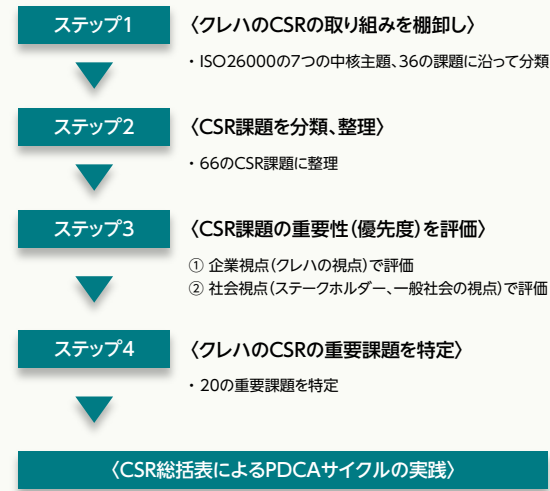 ステップ1
〈クレハのCSRの取り組みを棚卸し〉
・ISO26000の7つの中核主題、36の課題に沿って分類
ステップ2
〈CSR課題を分類、整理〉
・66のCSR課題に整理
ステップ3
〈CSR課題の重要性(優先度)を評価〉
① 企業視点(クレハの視点)で評価
② 社会視点(ステークホルダー、一般社会の視点)で評価
ステップ4
〈クレハのCSRの重要課題を特定〉
・20の重要課題を特定
〈CSR総括表によるPDCAサイクルの実践〉